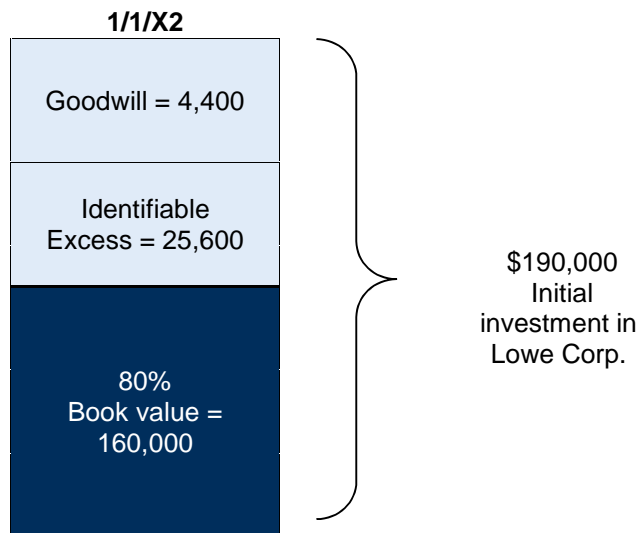 1/1/X2
Goodwill = 4,400
Identifiable
Excess = 25,600
80%
Book value =
160,000
$190,000
Initial
investment in
Lowe Corp.